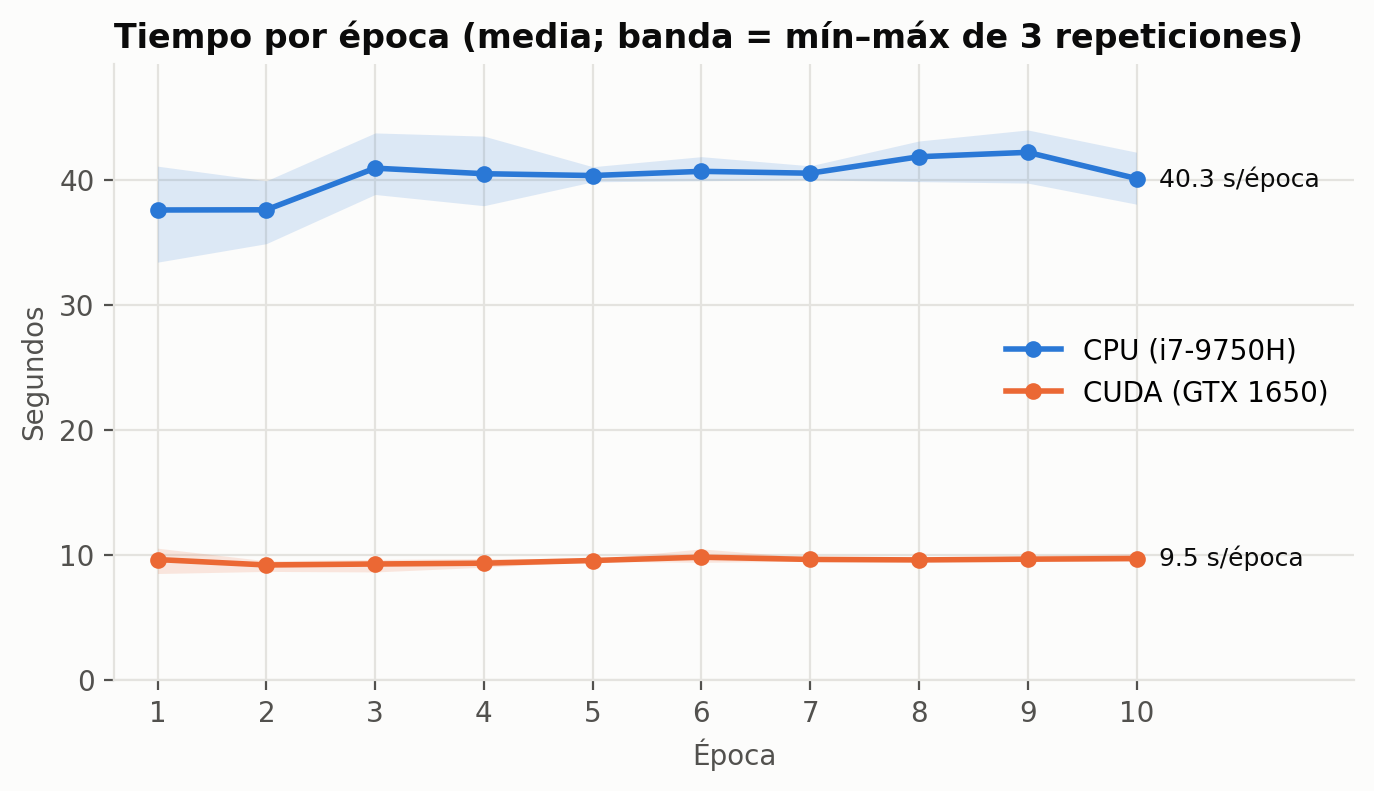 Tiempo por época (media; banda = mín–máx de 3 repeticiones)
Segundos
40
30
20
10
0
40.3 s/época
CPU (i7-9750H)
CUDA (GTX 1650)
9.5 s/época
1 2 3 4 5 6 7 8 9 10
Época